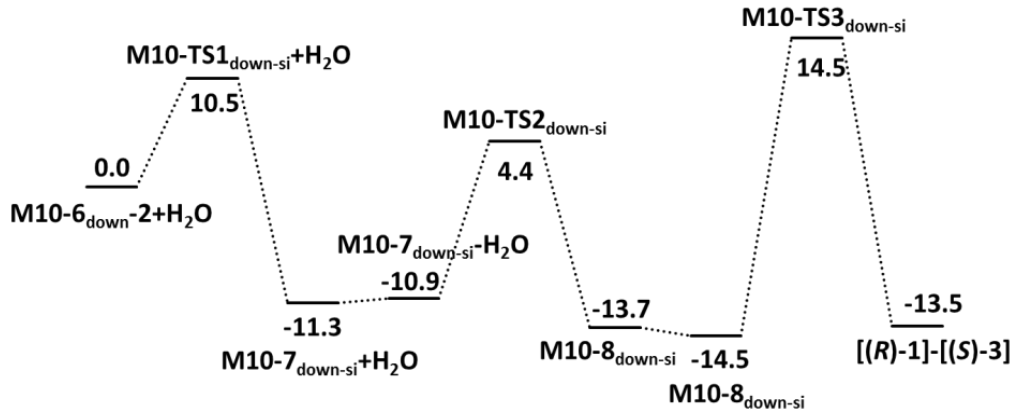 M10-TS3down-si
14.5
M10-TS1down-si+H2O
10.5
M10-TS2down-si
4.4
0.0
M10-6down-2+H2O
M10-7down-si-H2O
-10.9
-11.3
M10-7down-si+H2O
-13.7
M10-8down-si
-14.5
M10-8down-si
-13.5
[(R)-1]-[(S)-3]